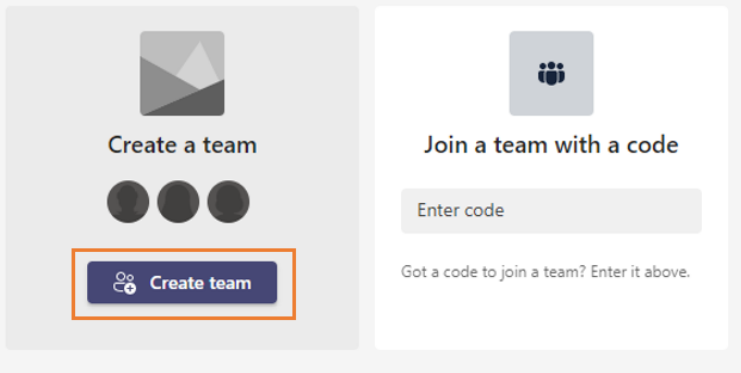 Create a team
Create team
Join a team with a code
Enter code
Got a code to join a team? Enter it above.